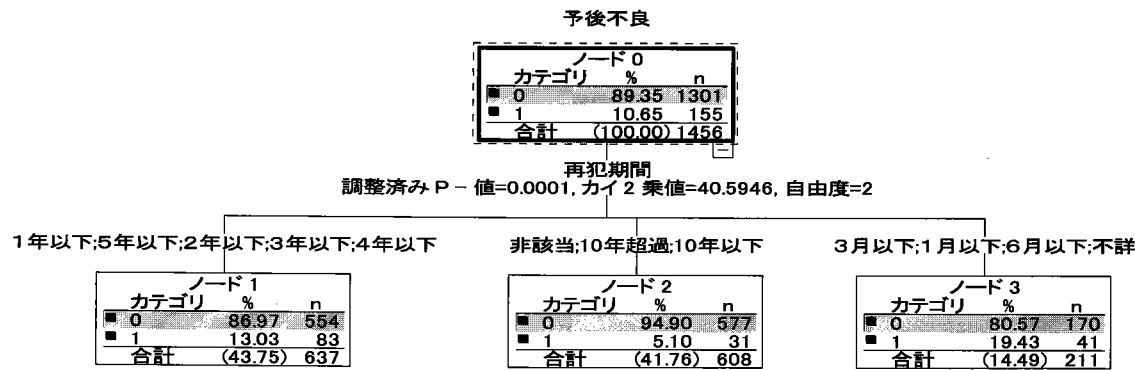 予後不良
ノード 0
カテゴリ % n
0 89.35 1301
1 10.65 155
合計 (100.00) 1456
再犯期間
調整済み P－値=0.0001, カイ2 乗値=40.5946, 自由度=2
1年以下;5年以下;2年以下;3年以下;4年以下
ノード 1
カテゴリ % n
0 86.97 554
1 13.03 83
合計 (43.75) 637
非該当;10年超過;10年以下
ノード 2
カテゴリ % n
0 94.90 577
1 5.10 31
合計 (41.76) 608
3月以下;1月以下;6月以下;不詳
ノード 3
カテゴリ % n
0 80.57 170
1 19.43 41
合計 (14.49) 211